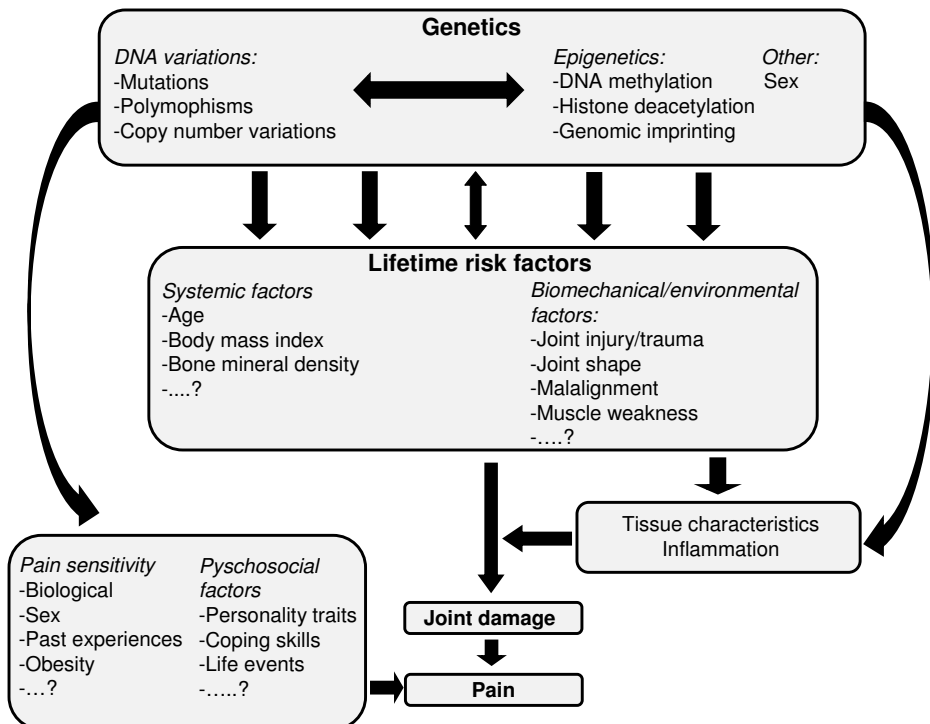 Genetics
DNA variations:
-Mutations
-Polymophisms
-Copy number variations
Epigenetics:
-DNA methylation
-Histone deacetylation
-Genomic imprinting
Other:
Sex
Lifetime risk factors
Systemic factors
-Age
-Body mass index
-Bone mineral density
-....?
Biomechanical/environmental
factors:
-Joint injury/trauma
-Joint shape
-Malalignment
-Muscle weakness
-....?
Tissue characteristics
Inflammation
Pain sensitivity
-Biological
-Sex
-Past experiences
-Obesity
-...?
Pyschosocial
factors
-Personality traits
-Coping skills
-Life events
-.....?
Joint damage
Pain